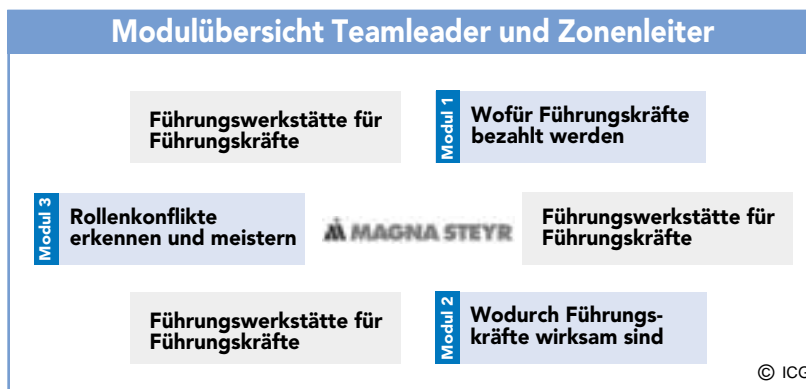 Modulübersicht Teamleader und Zonenleiter
Führungswerkstätte für
Führungskräfte
Modul 1
Wofür Führungskräfte
bezahlt werden
Modul 3
Rollenkonflikte
erkennen und meistern
MAGNA STEYR
Führungswerkstätte für
Führungskräfte
Führungswerkstätte für
Führungskräfte
Modul 2
Wodurch Führungs-
kräfte wirksam sind
© ICG